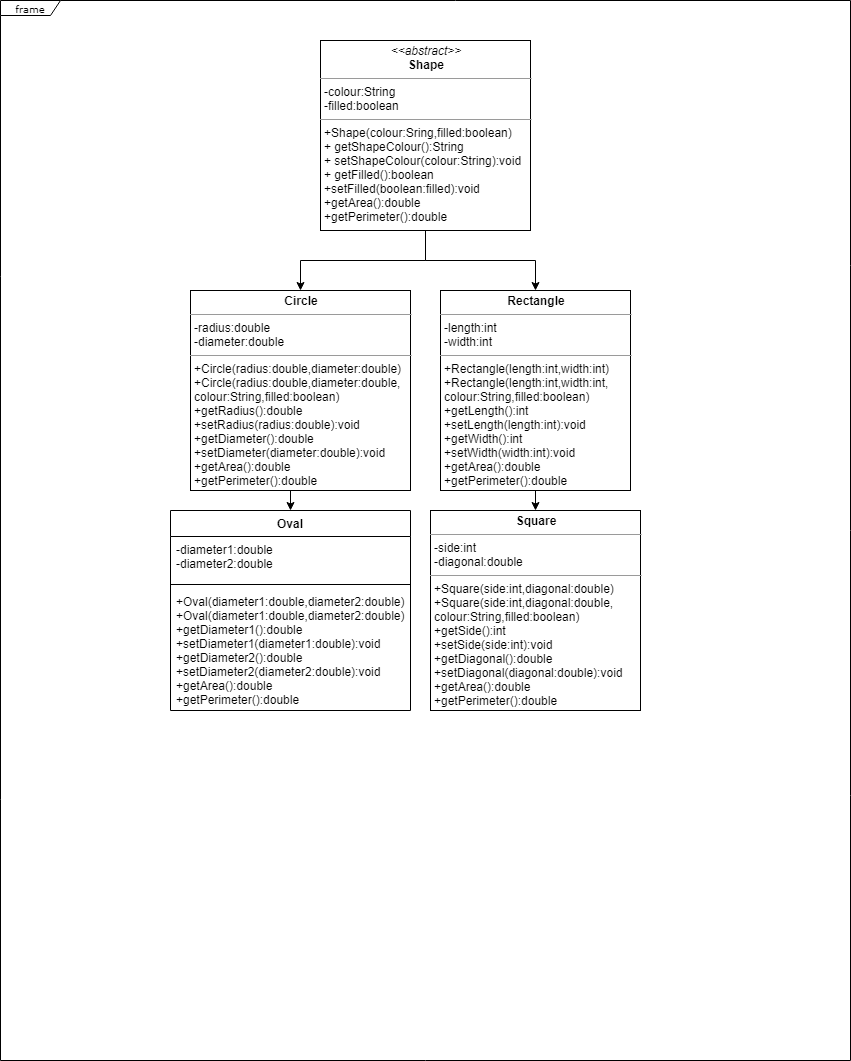 frame
<<abstract>>
Shape
-colour:String
-filled:boolean
+Shape(colour:Sring,filled:boolean)
+ getShapeColour():String
+ setShapeColour(colour:String):void
+ getFilled():boolean
+setFilled(boolean:filled):void
+getArea():double
+getPerimeter():double
Circle
-radius:double
-diameter:double
+Circle(radius:double,diameter:double)
+Circle(radius:double,diameter:double,
colour:String,filled:boolean)
+getRadius():double
+setRadius(radius:double):void
+getDiameter():double
+setDiameter(diameter:double):void
+getArea():double
+getPerimeter():double
Rectangle
-length:int
-width:int
+Rectangle(length:int,width:int)
+Rectangle(length:int,width:int,
colour:String,filled:boolean)
+getLength():int
+setLength(length:int):void
+getWidth():int
+setWidth(width:int):void
+getArea():double
+getPerimeter():double
Oval
-diameter1:double
-diameter2:double
+Oval(diameter1:double,diameter2:double)
+Oval(diameter1:double,diameter2:double)
+getDiameter1():double
+setDiameter1(diameter1:double):void
+getDiameter2():double
+setDiameter2(diameter2:double):void
+getArea():double
+getPerimeter():double
Square
-side:int
-diagonal:double
+Square(side:int,diagonal:double)
+Square(side:int,diagonal:double,
colour:String,filled:boolean)
+getSide():int
+setSide(side:int):void
+getDiagonal():double
+setDiagonal(diagonal:double):void
+getArea():double
+getPerimeter():double